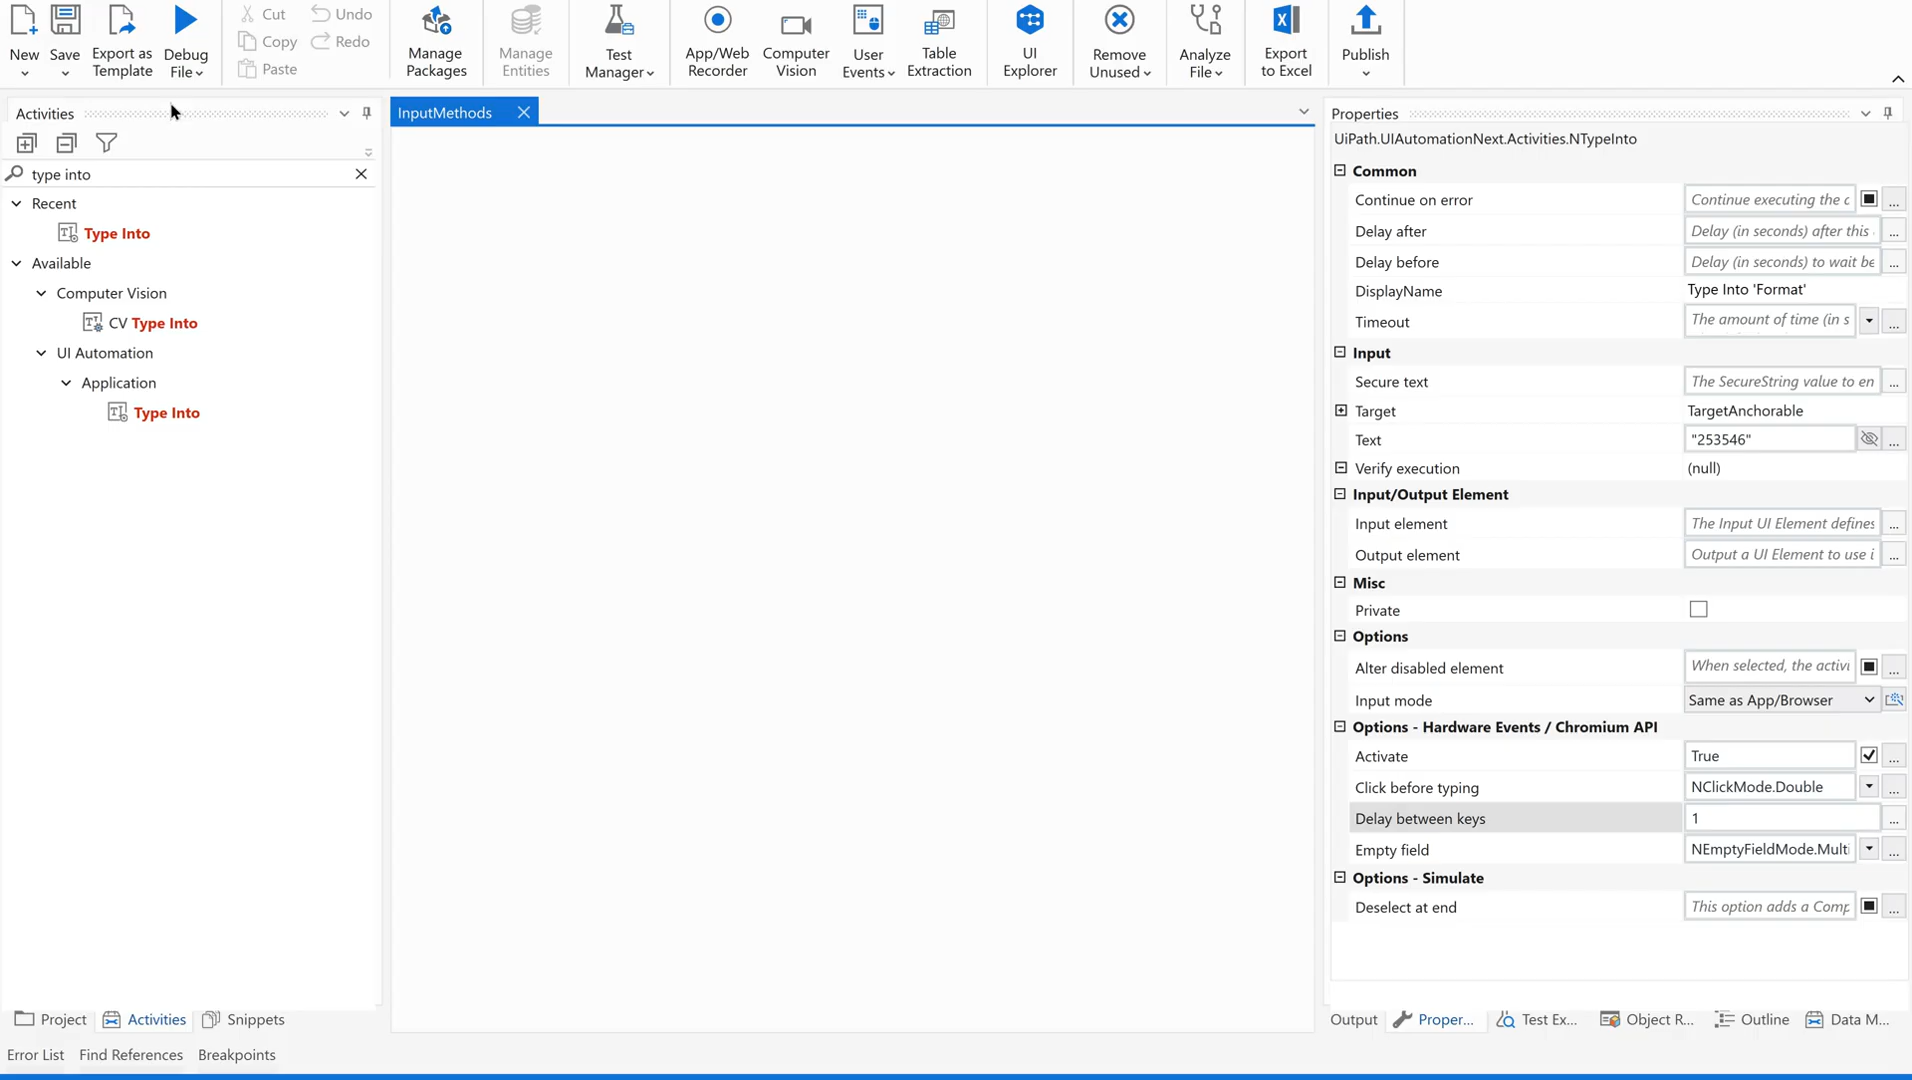 New
Save
Export as
Template
Debug
File
Cut
Copy
Paste
Undo
Redo
Manage
Packages
Manage
Entities
Test
Manager
App/Web
Recorder
Computer
Vision
User
Events
Table
Extraction
UI
Explorer
Remove
Unused
Analyze
File
Export
to Excel
Publish
Activities
type into
Recent
Type Into
Available
Computer Vision
CV Type Into
UI Automation
Application
Type Into
InputMethods
Properties
UiPath.UIAutomationNext.Activities.NTypeInto
Common
Continue on error Continue executing the c ...
Delay after Delay (in seconds) after this ...
Delay before Delay (in seconds) to wait be ...
DisplayName Type Into 'Format'
Timeout The amount of time (in s ...
Input
Secure text The SecureString value to en ...
Target TargetAnchorable
Text "253546" ...
Verify execution (null)
Input/Output Element
Input element The Input UI Element defines ...
Output element Output a UI Element to use i ...
Misc
Private
Options
Alter disabled element When selected, the activi ...
Input mode Same as App/Browser
Options - Hardware Events / Chromium API
Activate True ...
Click before typing NClickMode.Double ...
Delay between keys 1 ...
Empty field NEmptyFieldMode.Multi ...
Options - Simulate
Deselect at end This option adds a Comp ...
Project Activities Snippets
Output Proper... Test Ex... Object R... Outline Data M...
Error List Find References Breakpoints